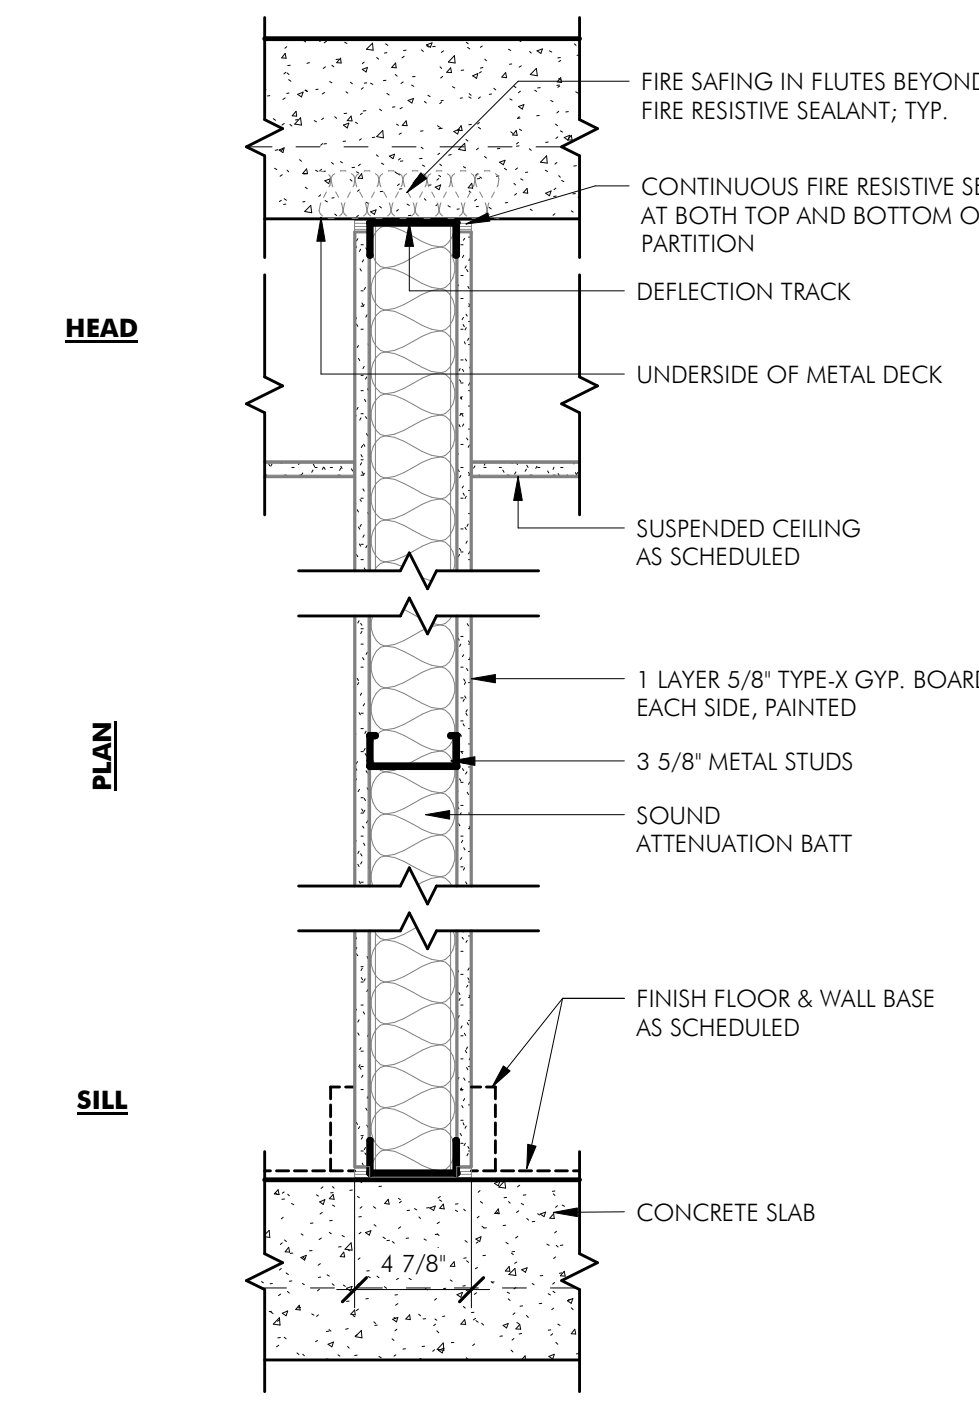 FIRE SAFING IN FLUTES BEYOND
FIRE RESISTIVE SEALANT; TYP.
CONTINUOUS FIRE RESISTIVE
AT BOTH TOP AND BOTTOM
PARTITION
DEFLECTION TRACK
HEAD
UNDERSIDE OF METAL DECK
SUSPENDED CEILING
AS SCHEDULED
1 LAYER 5/8" TYPE-X GYP. BOARD
EACH SIDE, PAINTED
PLAN
3 5/8" METAL STUDS
SOUND
ATTENUATION BATT
FINISH FLOOR & WALL BASE
AS SCHEDULED
SILL
CONCRETE SLAB
4 7/8"